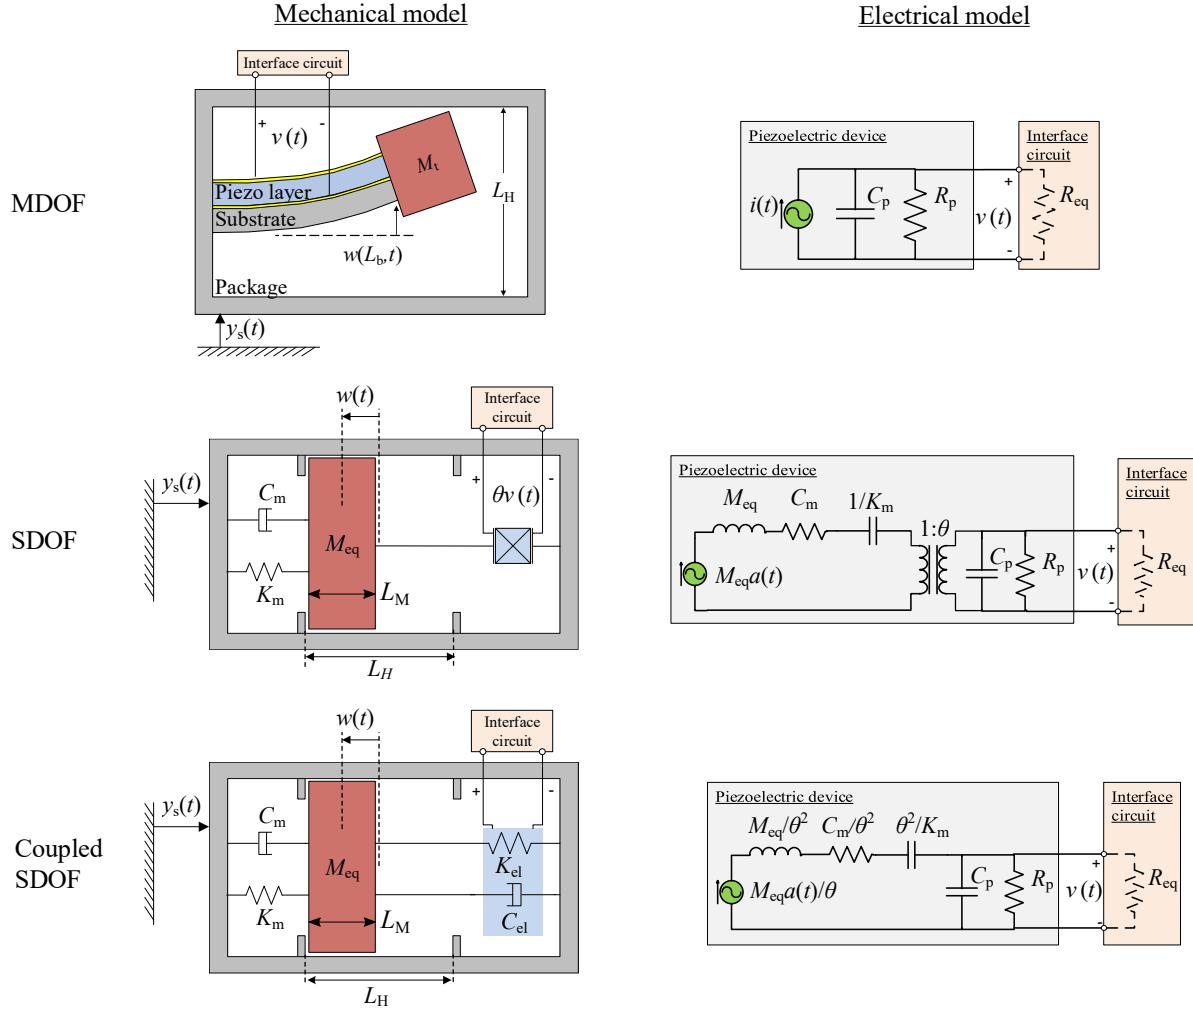 Mechanical model
Electrical model
MDOF
Interface circuit
+ v(t) -
Piezo layer
Substrate
Mt
LH
w(Lb,t)
Package
ys(t)
Piezoelectric device
Interface
circuit
i(t)
Cp
Rp
+
v(t)
-
Req
SDOF
w(t)
Interface
circuit
ys(t)
Cm
Km
Meq
LM
+ -
θv(t)
LH
Piezoelectric device
Interface
circuit
Meq
Cm
1/Km
1:θ
Meqa(t)
Cp
Rp
+
v(t)
-
Req
Coupled
SDOF
w(t)
Interface
circuit
ys(t)
Cm
Km
Meq
LM
+ -
Kel
Cel
LH
Piezoelectric device
Interface
circuit
Meq/θ²
Cm/θ²
θ²/Km
Meqa(t)/θ
Cp
Rp
+
v(t)
-
Req